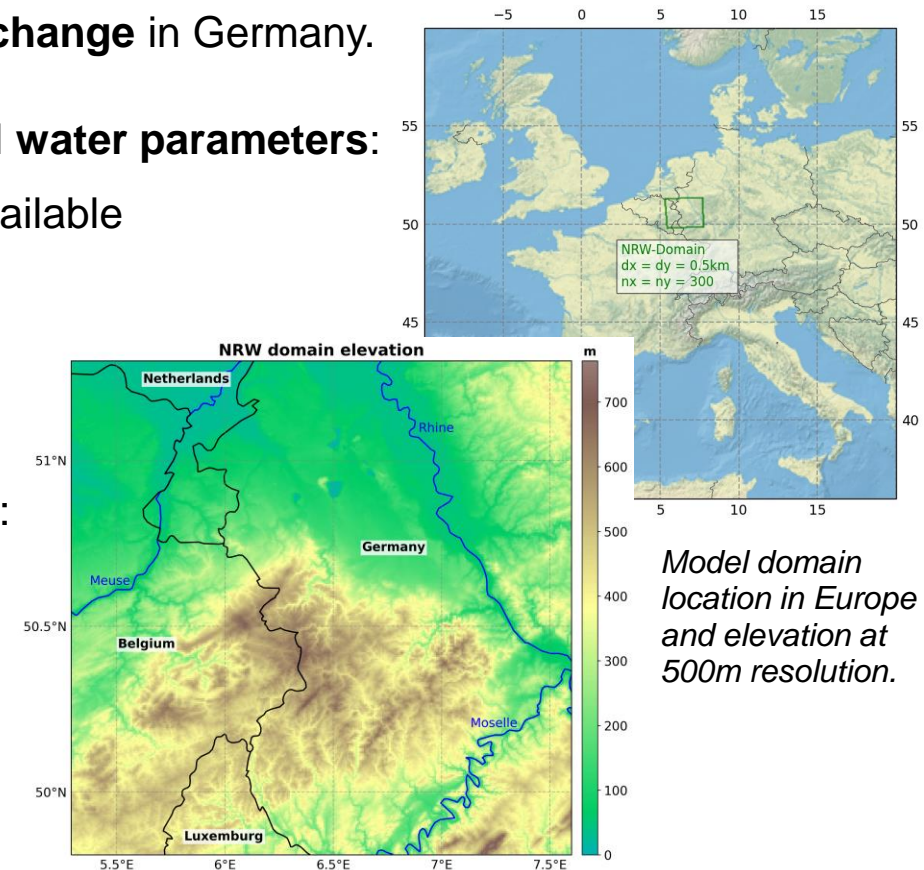 change in Germany.
water parameters:
ailable
:
−5 0 5 10 15
55 55
50 50
NRW-Domain
dx = dy = 0.5km
nx = ny = 300
45 45
40
5 10 15
NRW domain elevation
m
Netherlands
Rhine
51°N
Germany
Meuse
50.5°N
Belgium
Moselle
50°N
Luxemburg
5.5°E 6°E 6.5°E 7°E 7.5°E
700
600
500
400
300
200
100
0
Model domain
location in Europe
and elevation at
500m resolution.